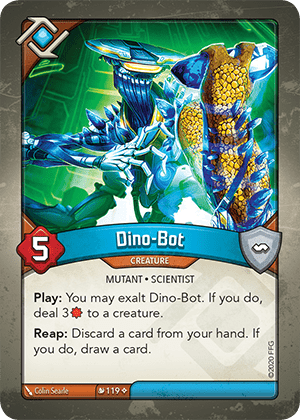 Dino-Bot
CREATURE
5
MUTANT • SCIENTIST
Play: You may exalt Dino-Bot. If you do,
deal 3 to a creature.
Reap: Discard a card from your hand. If
you do, draw a card.
Colin Searle
119
©2020 FFG